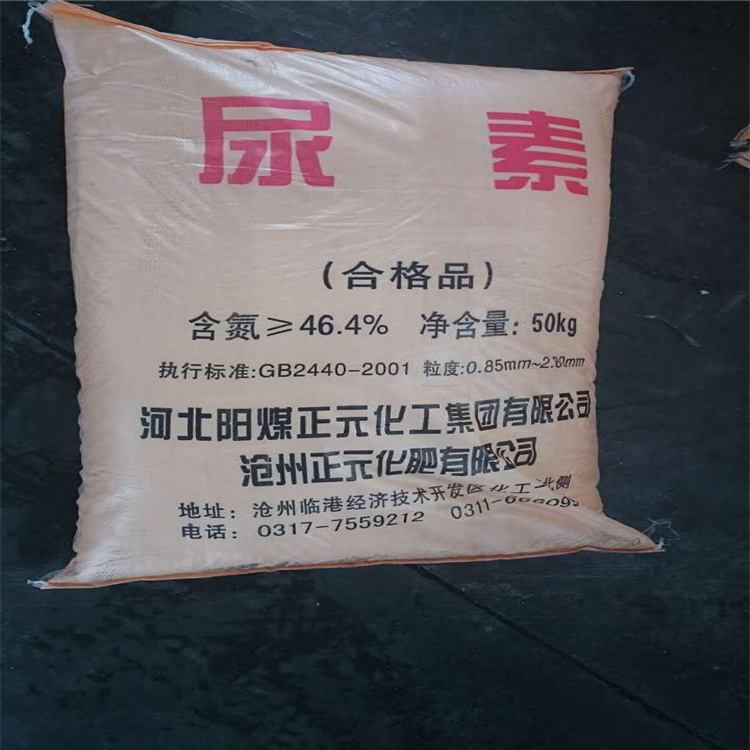 尿 素
（合格品）
含氮≥46.4% 净含量：50kg
执行标准:GB2440-2001 粒度:0.85mm~2.80mm
河北阳煤正元化工集团有限公司
沧州正元化肥有限公司
地址：沧州临港经济技术开发区化工 北侧
电话：0317-7559212